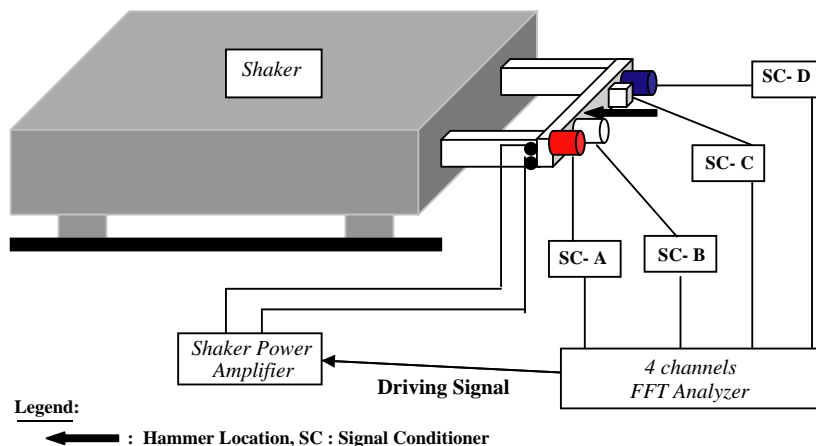 Shaker
SC- D
SC- C
SC- A
SC- B
Shaker Power
Amplifier
Driving Signal
4 channels
FFT Analyzer
Legend:
: Hammer Location, SC : Signal Conditioner